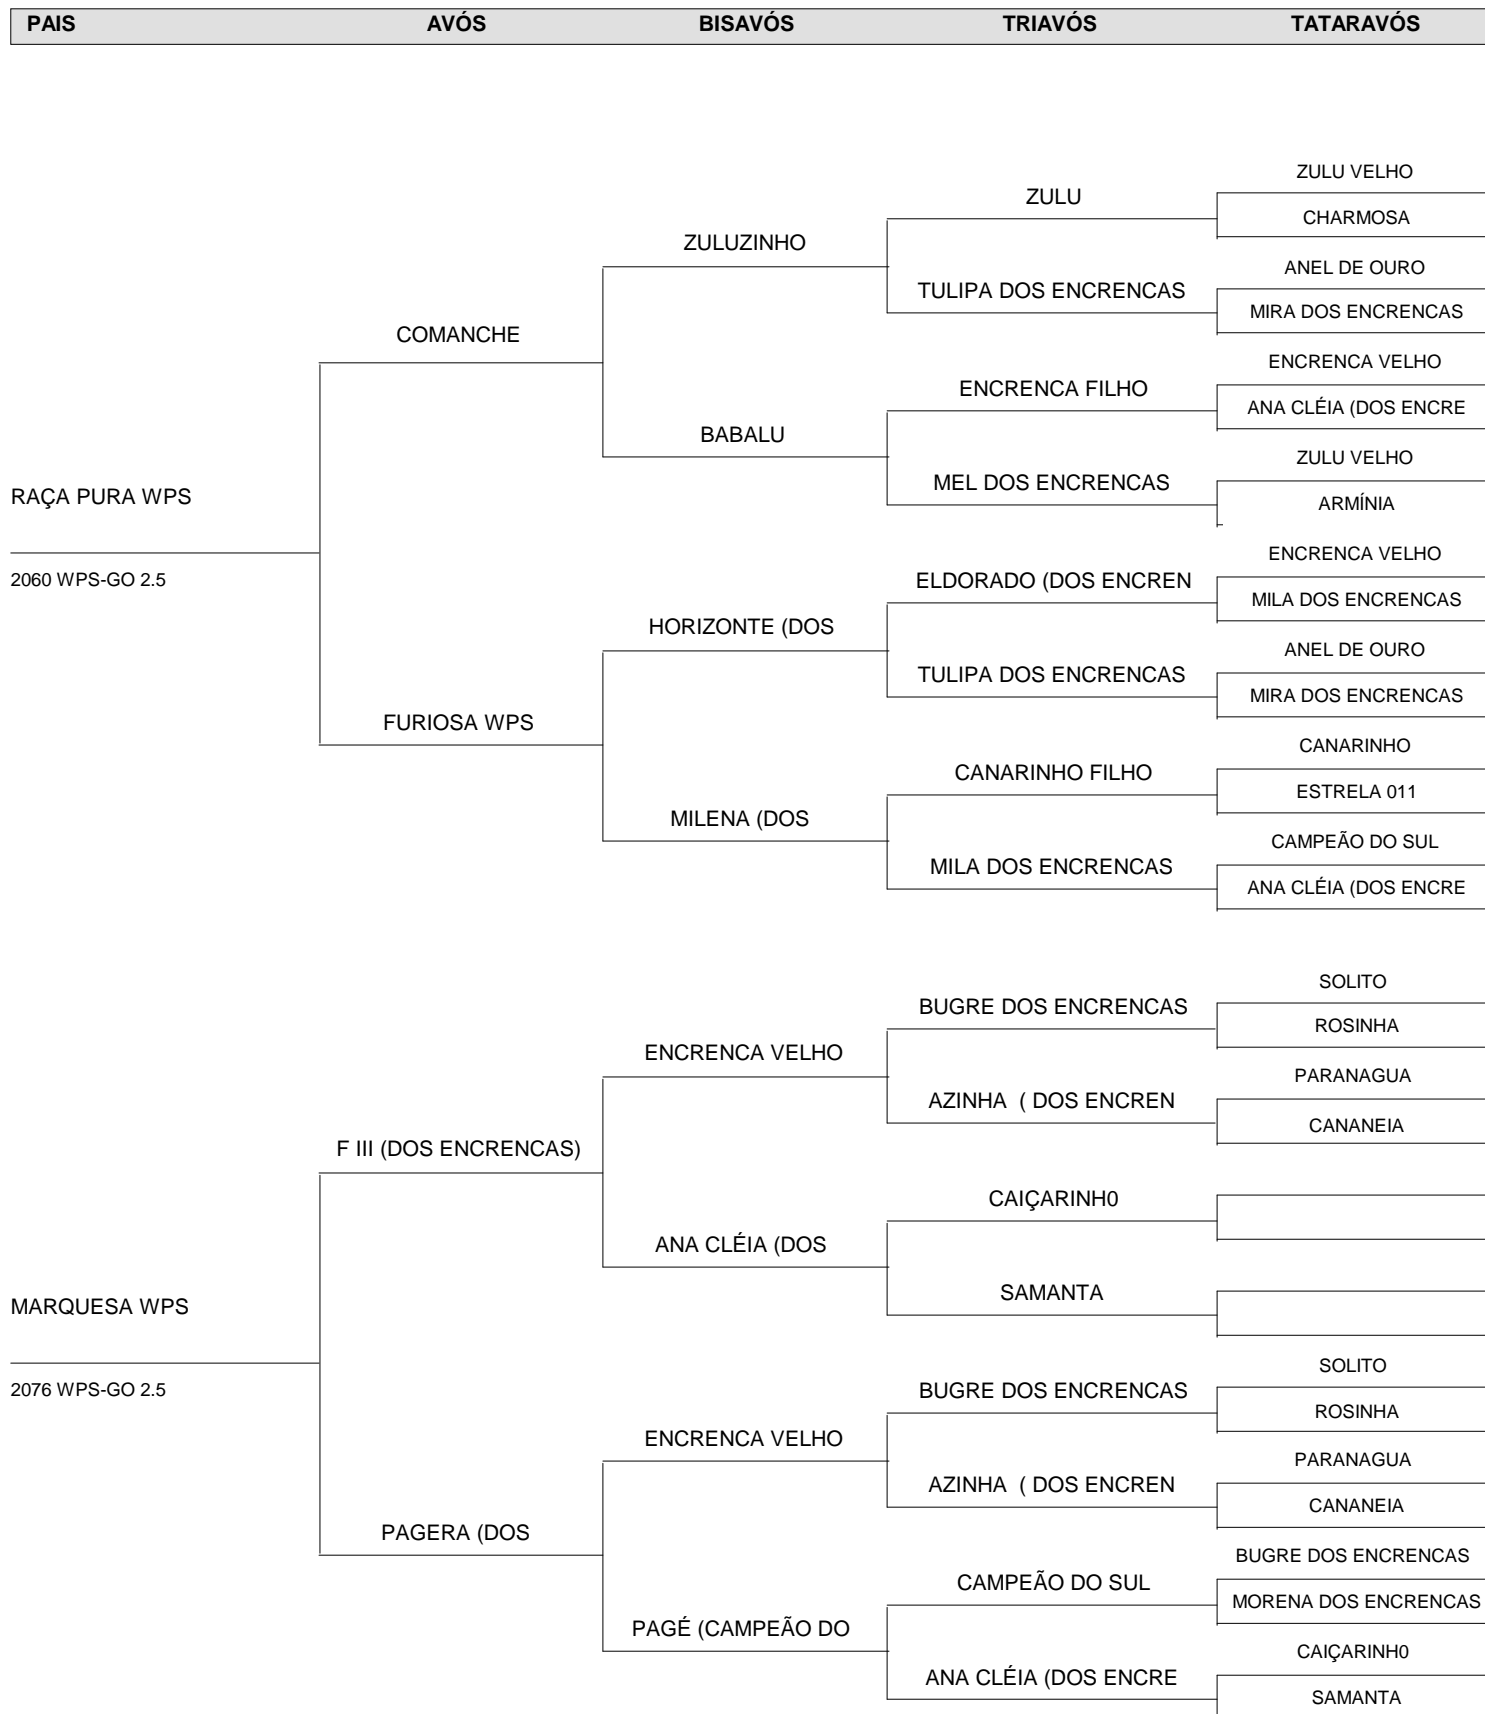 PAIS AVÓS BISAVÓS TRIAVÓS TATARAVÓS
ZULU VELHO
ZULU
CHARMOSA
ZULUZINHO
ANEL DE OURO
TULIPA DOS ENCRENCAS
MIRA DOS ENCRENCAS
COMANCHE
ENCRENCA VELHO
ENCRENCA FILHO
ANA CLÉIA (DOS ENCRE
BABALU
ZULU VELHO
MEL DOS ENCRENCAS
RAÇA PURA WPS
ARMÍNIA
ENCRENCA VELHO
2060 WPS-GO 2.5
ELDORADO (DOS ENCREN
MILA DOS ENCRENCAS
HORIZONTE (DOS
ANEL DE OURO
TULIPA DOS ENCRENCAS
MIRA DOS ENCRENCAS
FURIOSA WPS
CANARINHO
CANARINHO FILHO
ESTRELA 011
MILENA (DOS
CAMPEÃO DO SUL
MILA DOS ENCRENCAS
ANA CLÉIA (DOS ENCRE
SOLITO
BUGRE DOS ENCRENCAS
ROSINHA
ENCRENCA VELHO
PARANAGUA
AZINHA ( DOS ENCREN
CANANEIA
F III (DOS ENCRENCAS)
CAIÇARINH0
ANA CLÉIA (DOS
SAMANTA
MARQUESA WPS
SOLITO
2076 WPS-GO 2.5
BUGRE DOS ENCRENCAS
ROSINHA
ENCRENCA VELHO
PARANAGUA
AZINHA ( DOS ENCREN
CANANEIA
PAGERA (DOS
BUGRE DOS ENCRENCAS
CAMPEÃO DO SUL
MORENA DOS ENCRENCAS
PAGÉ (CAMPEÃO DO
CAIÇARINH0
ANA CLÉIA (DOS ENCRE
SAMANTA